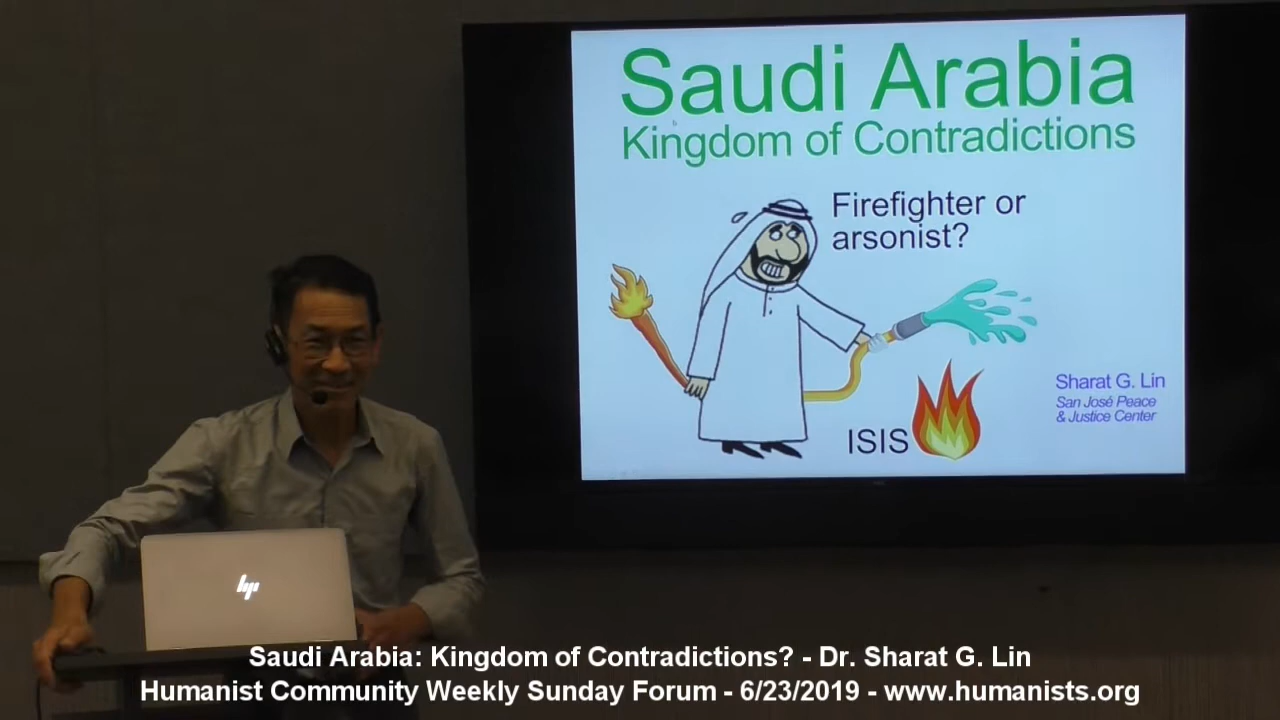 Saudi Arabia
Kingdom of Contradictions
Firefighter or
arsonist?
Sharat G. Lin
San José Peace
& Justice Center
ISIS
hp
Saudi Arabia: Kingdom of Contradictions? - Dr. Sharat G. Lin
Humanist Community Weekly Sunday Forum - 6/23/2019 - www.humanists.org